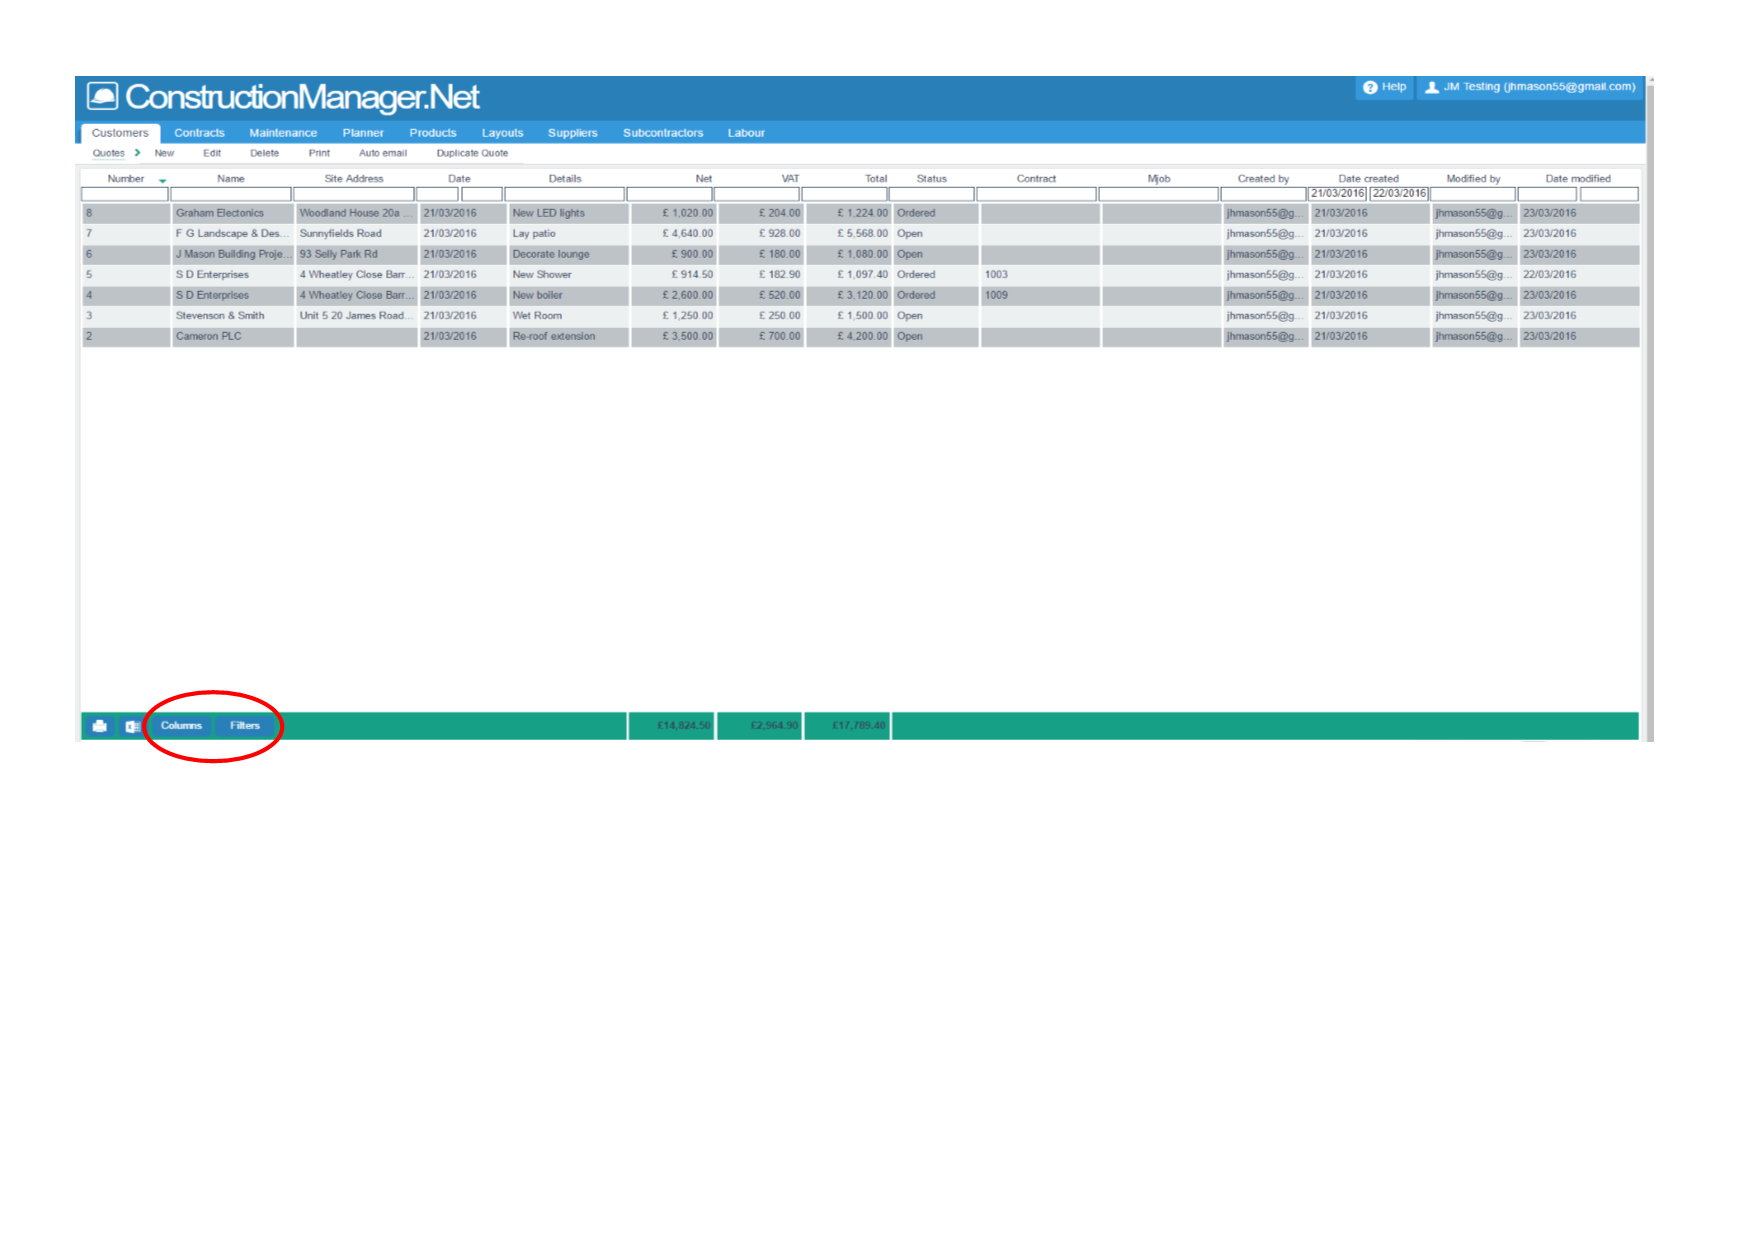 ConstructionManager.Net
Help JM Testing (jhmason55@gmail.com)
Customers Contracts Maintenance Planner Products Layouts Suppliers Subcontractors Labour
Quotes New Edit Delete Print Auto email Duplicate Quote
Number Name Site Address Date Details Net VAT Total Status Contract Mjob Created by Date created Modified by Date modified
21/03/2016 22/03/2016
8 Graham Electonics Woodland House 20a ... 21/03/2016 New LED lights £ 1,020.00 £ 204.00 £ 1,224.00 Ordered jhmason55@g... 21/03/2016 jhmason55@g... 23/03/2016
7 F G Landscape & Des... Sunnyfields Road 21/03/2016 Lay patio £ 4,640.00 £ 928.00 £ 5,568.00 Open jhmason55@g... 21/03/2016 jhmason55@g... 23/03/2016
6 J Mason Building Proje... 93 Selly Park Rd 21/03/2016 Decorate lounge £ 900.00 £ 180.00 £ 1,080.00 Open jhmason55@g... 21/03/2016 jhmason55@g... 23/03/2016
5 S D Enterprises 4 Wheatley Close Barr... 21/03/2016 New Shower £ 914.50 £ 182.90 £ 1,097.40 Ordered 1003 jhmason55@g... 21/03/2016 jhmason55@g... 22/03/2016
4 S D Enterprises 4 Wheatley Close Barr... 21/03/2016 New boiler £ 2,600.00 £ 520.00 £ 3,120.00 Ordered 1009 jhmason55@g... 21/03/2016 jhmason55@g... 23/03/2016
3 Stevenson & Smith Unit 5 20 James Road... 21/03/2016 Wet Room £ 1,250.00 £ 250.00 £ 1,500.00 Open jhmason55@g... 21/03/2016 jhmason55@g... 23/03/2016
2 Cameron PLC 21/03/2016 Re-roof extension £ 3,500.00 £ 700.00 £ 4,200.00 Open jhmason55@g... 21/03/2016 jhmason55@g... 23/03/2016
Columns Filters £14,824.50 £2,964.90 £17,789.40